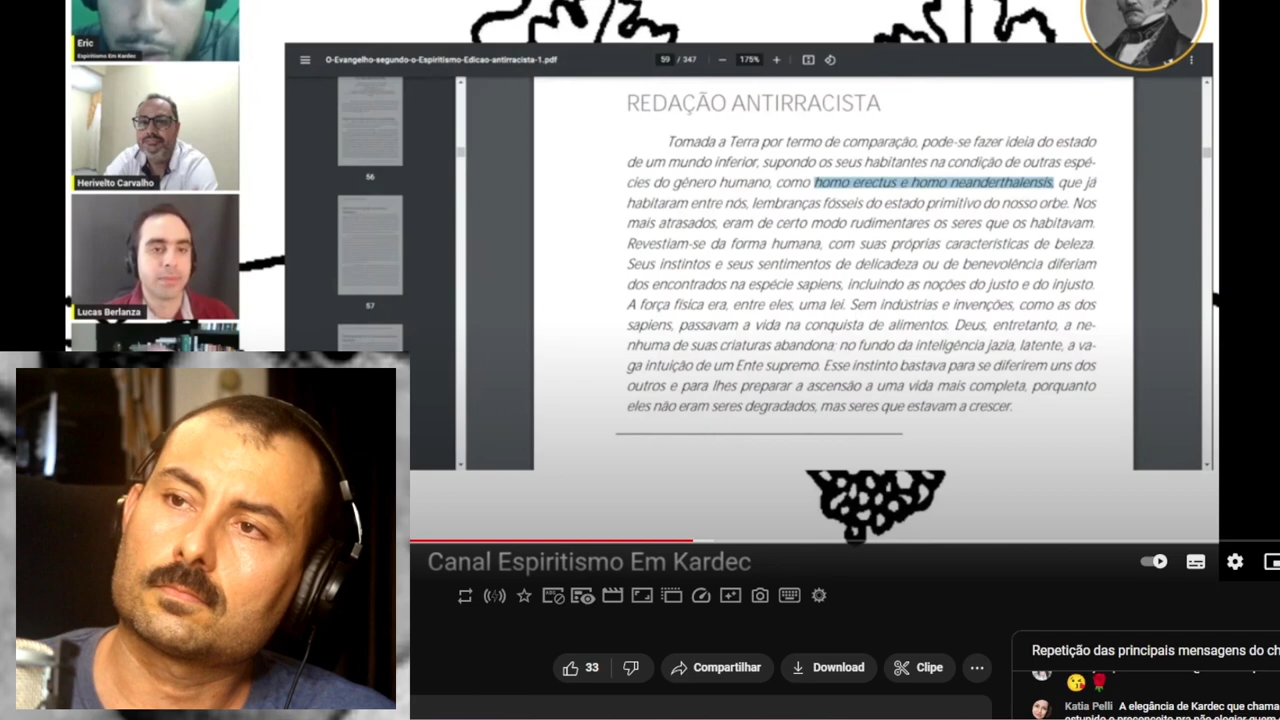 Eric
Espiritismo Em Kardec
Herivelto Carvalho
Lucas Berlanza
O-Evangelho-segundo-o-Espiritismo-Edicao-antirracista-1.pdf
59 / 347
175%
56
57
REDAÇÃO ANTIRRACISTA
Tomada a Terra por termo de comparação, pode-se fazer ideia do estado
de um mundo inferior, supondo os seus habitantes na condição de outras espé-
cies do gênero humano, como homo erectus e homo neanderthalensis, que já
habitaram entre nós, lembranças fósseis do estado primitivo do nosso orbe. Nos
mais atrasados, eram de certo modo rudimentares os seres que os habitavam.
Revestiam-se da forma humana, com suas próprias características de beleza.
Seus instintos e seus sentimentos de delicadeza ou de benevolência diferiam
dos encontrados na espécie sapiens, incluindo as noções do justo e do injusto.
A força física era, entre eles, uma lei. Sem indústrias e invenções, como as dos
sapiens, passavam a vida na conquista de alimentos. Deus, entretanto, a ne-
nhuma de suas criaturas abandona; no fundo da inteligência jazia, latente, a va-
ga intuição de um Ente supremo. Esse instinto bastava para se diferirem uns dos
outros e para lhes preparar a ascensão a uma vida mais completa, porquanto
eles não eram seres degradados, mas seres que estavam a crescer.
Canal Espiritismo Em Kardec
33
Compartilhar
Download
Clipe
Repetição das principais mensagens do ch
Katia Pelli A elegância de Kardec que chama